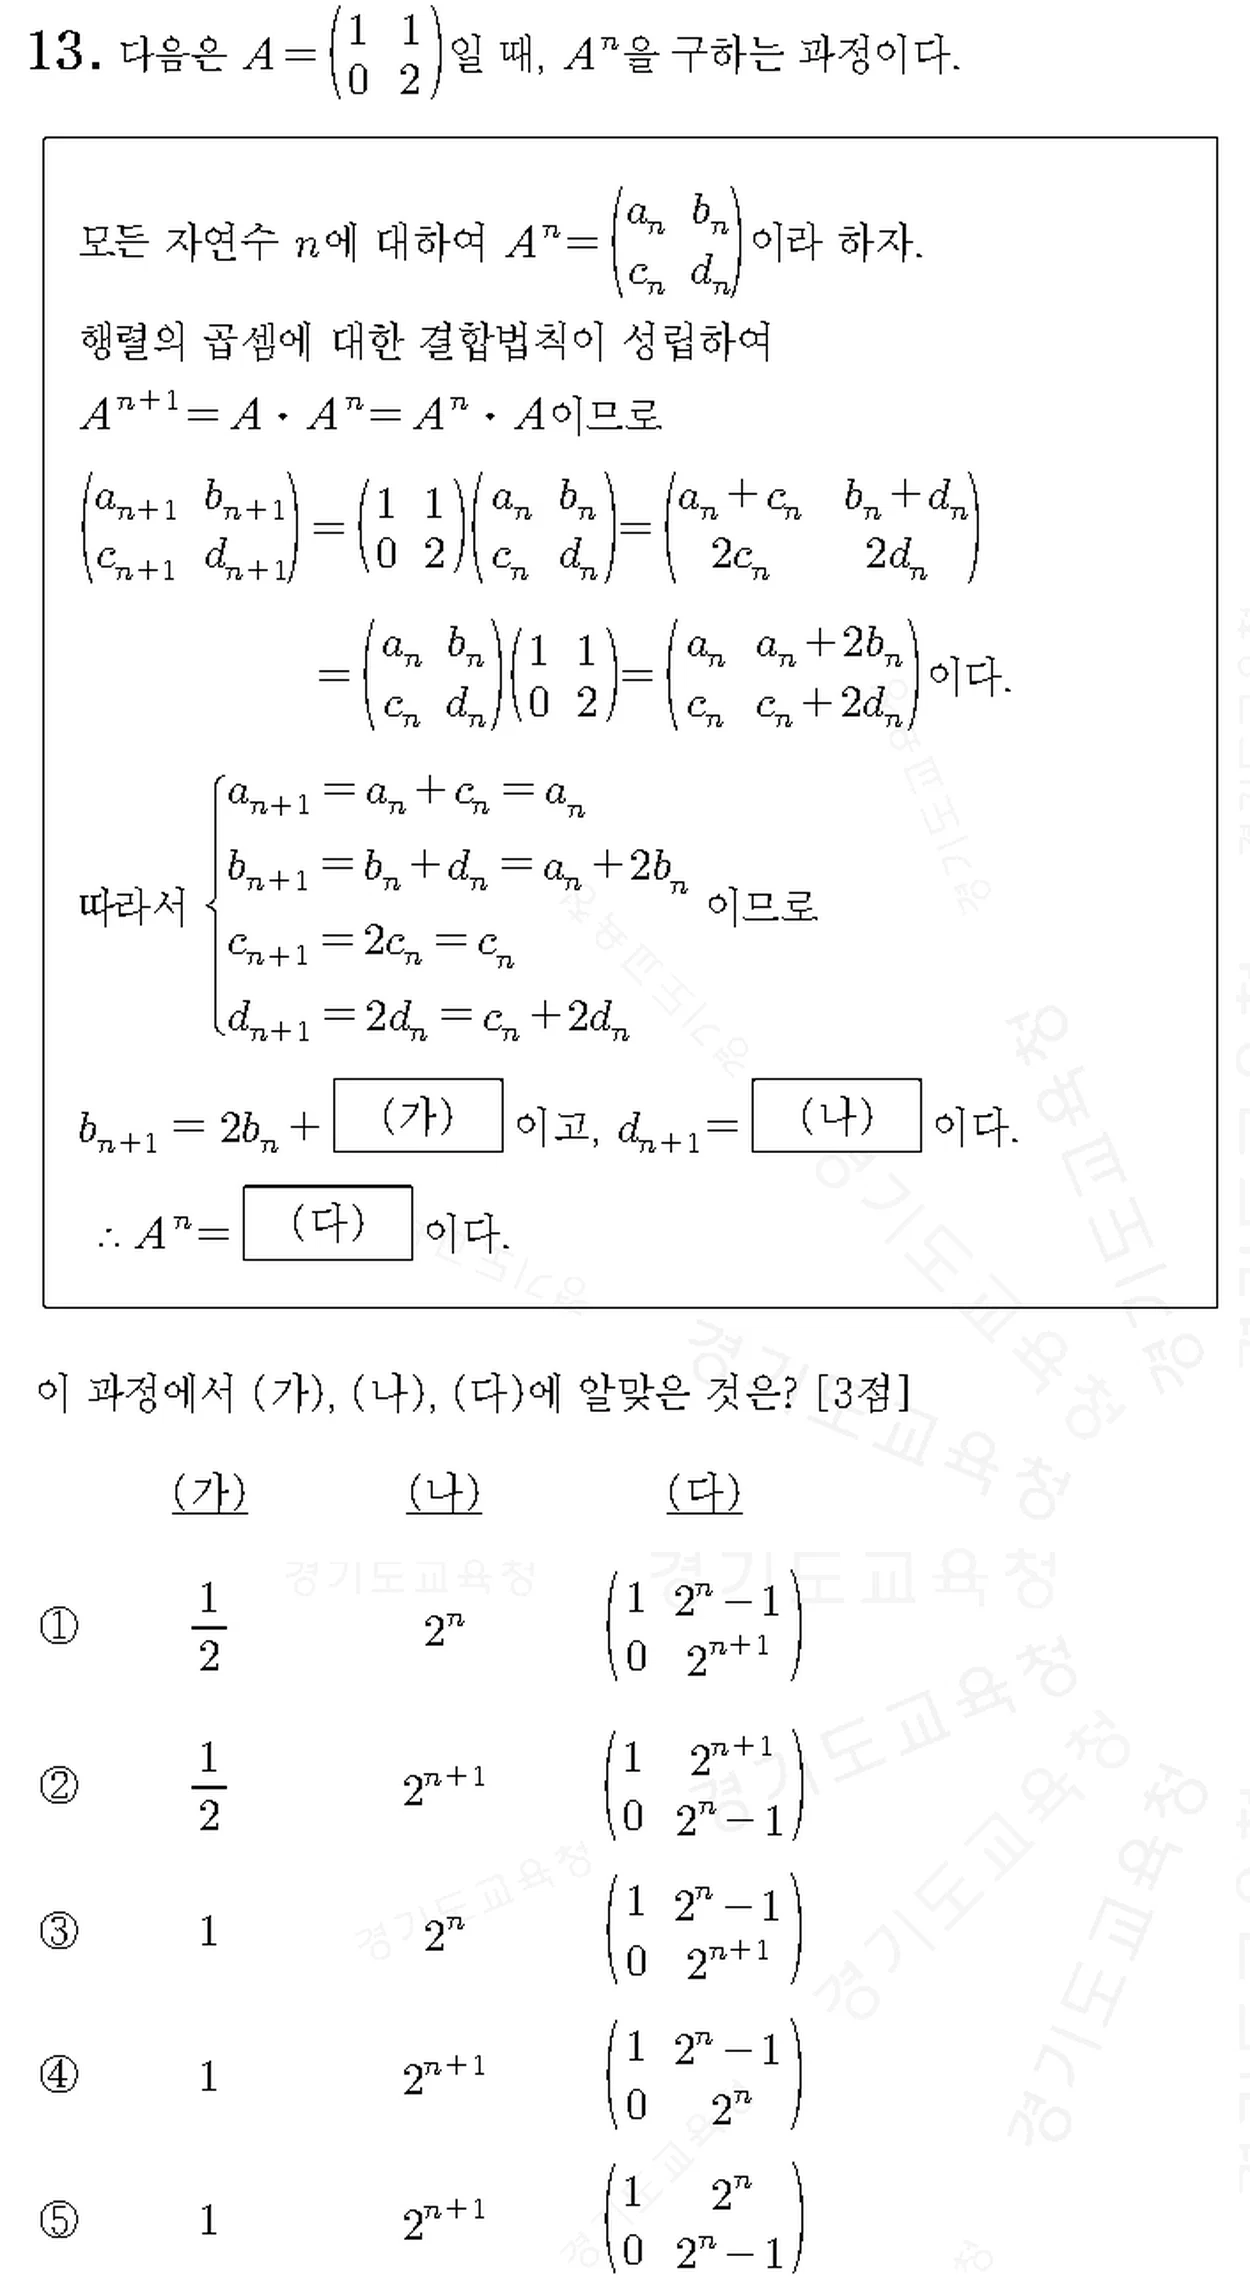 13. 다음은 A=(1 1 / 0 2)일 때, Aⁿ을 구하는 과정이다.
모든 자연수 n에 대하여 Aⁿ=(aₙ bₙ / cₙ dₙ)이라 하자.
행렬의 곱셈에 대한 결합법칙이 성립하여
Aⁿ⁺¹=A・Aⁿ=Aⁿ・A이므로
(aₙ₊₁ bₙ₊₁ / cₙ₊₁ dₙ₊₁)=(1 1 / 0 2)(aₙ bₙ / cₙ dₙ)=(aₙ+cₙ bₙ+dₙ / 2cₙ 2dₙ)
=(aₙ bₙ / cₙ dₙ)(1 1 / 0 2)=(aₙ aₙ+2bₙ / cₙ cₙ+2dₙ)이다.
따라서 { aₙ₊₁=aₙ+cₙ=aₙ
bₙ₊₁=bₙ+dₙ=aₙ+2bₙ
cₙ₊₁=2cₙ=cₙ
dₙ₊₁=2dₙ=cₙ+2dₙ 이므로
bₙ₊₁=2bₙ+ (가) 이고, dₙ₊₁= (나) 이다.
∴ Aⁿ= (다) 이다.
이 과정에서 (가), (나), (다)에 알맞은 것은? [3점]
(가) (나) (다)
① 1/2 2ⁿ (1 2ⁿ-1 / 0 2ⁿ⁺¹)
② 1/2 2ⁿ⁺¹ (1 2ⁿ⁺¹ / 0 2ⁿ-1)
③ 1 2ⁿ (1 2ⁿ-1 / 0 2ⁿ⁺¹)
④ 1 2ⁿ⁺¹ (1 2ⁿ-1 / 0 2ⁿ)
⑤ 1 2ⁿ⁺¹ (1 2ⁿ / 0 2ⁿ-1)
경기도교육청